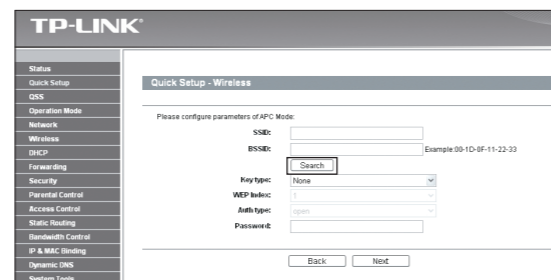 TP-LINK®
Status
Quick Setup
QSS
Operation Mode
Network
Wireless
DHCP
Forwarding
Security
Parental Control
Access Control
Static Routing
Bandwidth Control
IP & MAC Binding
Dynamic DNS
System Tools
Quick Setup - Wireless
Please configure parameters of APC Mode:
SSID:
BSSID: Example:00-1D-0F-11-22-33
Search
Key type: None
WEP Index: 1
Auth type: open
Password:
Back Next